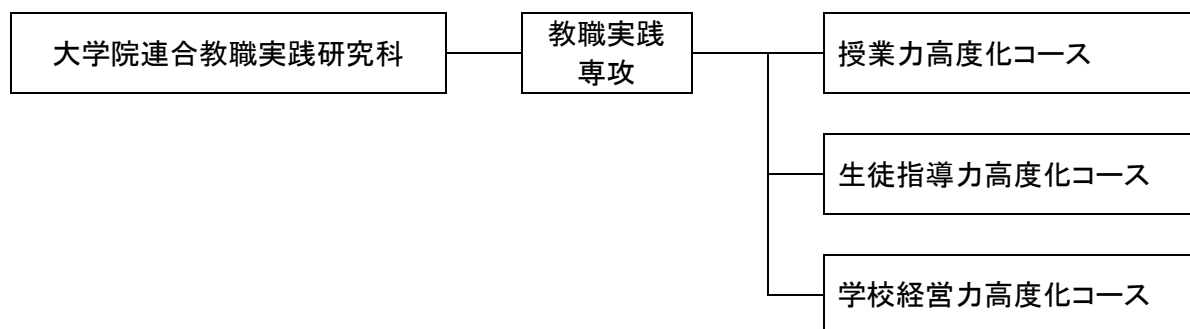 大学院連合教職実践研究科
教職実践
専攻
授業力高度化コース
生徒指導力高度化コース
学校経営力高度化コース